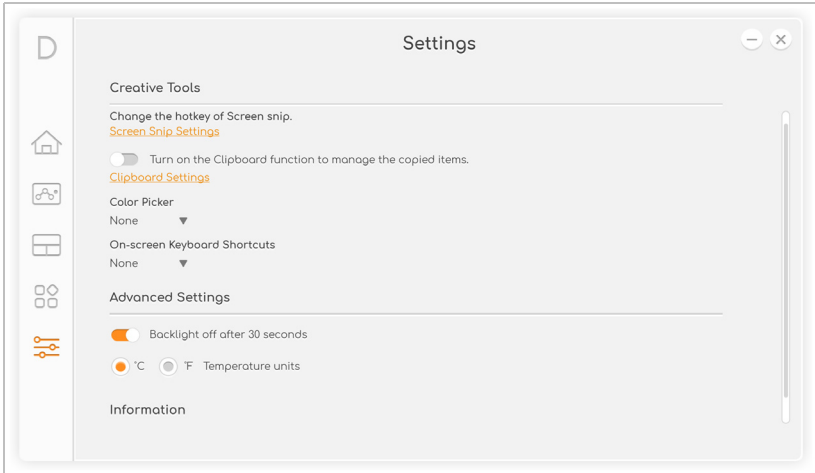 D
Settings
Creative Tools
Change the hotkey of Screen snip.
Screen Snip Settings
Turn on the Clipboard function to manage the copied items.
Clipboard Settings
Color Picker
None
On-screen Keyboard Shortcuts
None
Advanced Settings
Backlight off after 30 seconds
°C °F Temperature units
Information